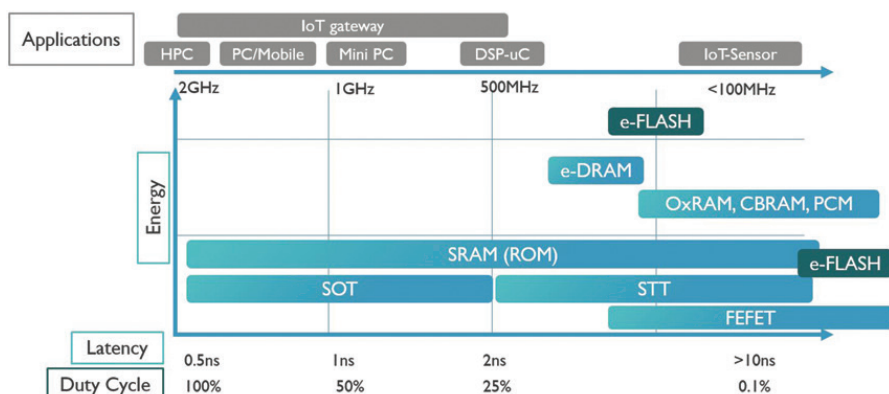 Applications
IoT gateway
HPC PC/Mobile Mini PC DSP-uC IoT-Sensor
2GHz 1GHz 500MHz <100MHz
Energy
e-FLASH
e-DRAM
OxRAM, CBRAM, PCM
SRAM (ROM)
e-FLASH
SOT STT
FEFET
Latency 0.5ns 1ns 2ns >10ns
Duty Cycle 100% 50% 25% 0.1%